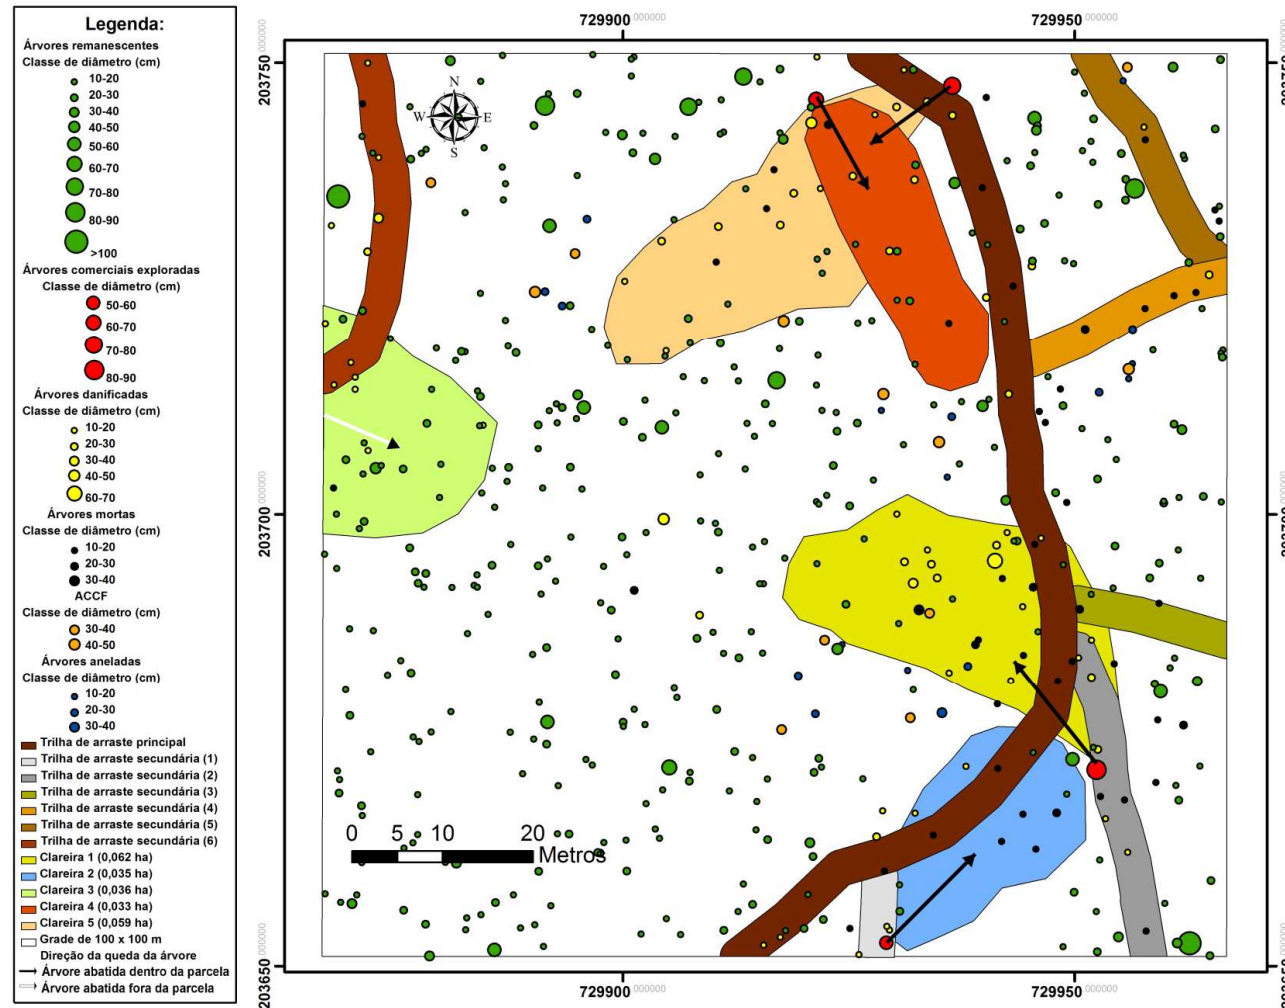 Legenda:
Árvores remanescentes
Classe de diâmetro (cm)
10-20
20-30
30-40
40-50
50-60
60-70
70-80
80-90
>100
Árvores comerciais exploradas
Classe de diâmetro (cm)
50-60
60-70
70-80
80-90
Árvores danificadas
Classe de diâmetro (cm)
10-20
20-30
30-40
40-50
60-70
Árvores mortas
Classe de diâmetro (cm)
10-20
20-30
30-40
ACCF
Classe de diâmetro (cm)
30-40
40-50
Árvores aneladas
Classe de diâmetro (cm)
10-20
20-30
30-40
Trilha de arraste principal
Trilha de arraste secundária (1)
Trilha de arraste secundária (2)
Trilha de arraste secundária (3)
Trilha de arraste secundária (4)
Trilha de arraste secundária (5)
Trilha de arraste secundária (6)
Clareira 1 (0,062 ha)
Clareira 2 (0,035 ha)
Clareira 3 (0,036 ha)
Clareira 4 (0,033 ha)
Clareira 5 (0,059 ha)
Grade de 100 x 100 m
Direção da queda da árvore
Árvore abatida dentro da parcela
Árvore abatida fora da parcela
729900,000000
729950,000000
203750,000000
203700,000000
203650,000000
N
W E
S
0 5 10 20
Metros
729900,000000
729950,000000